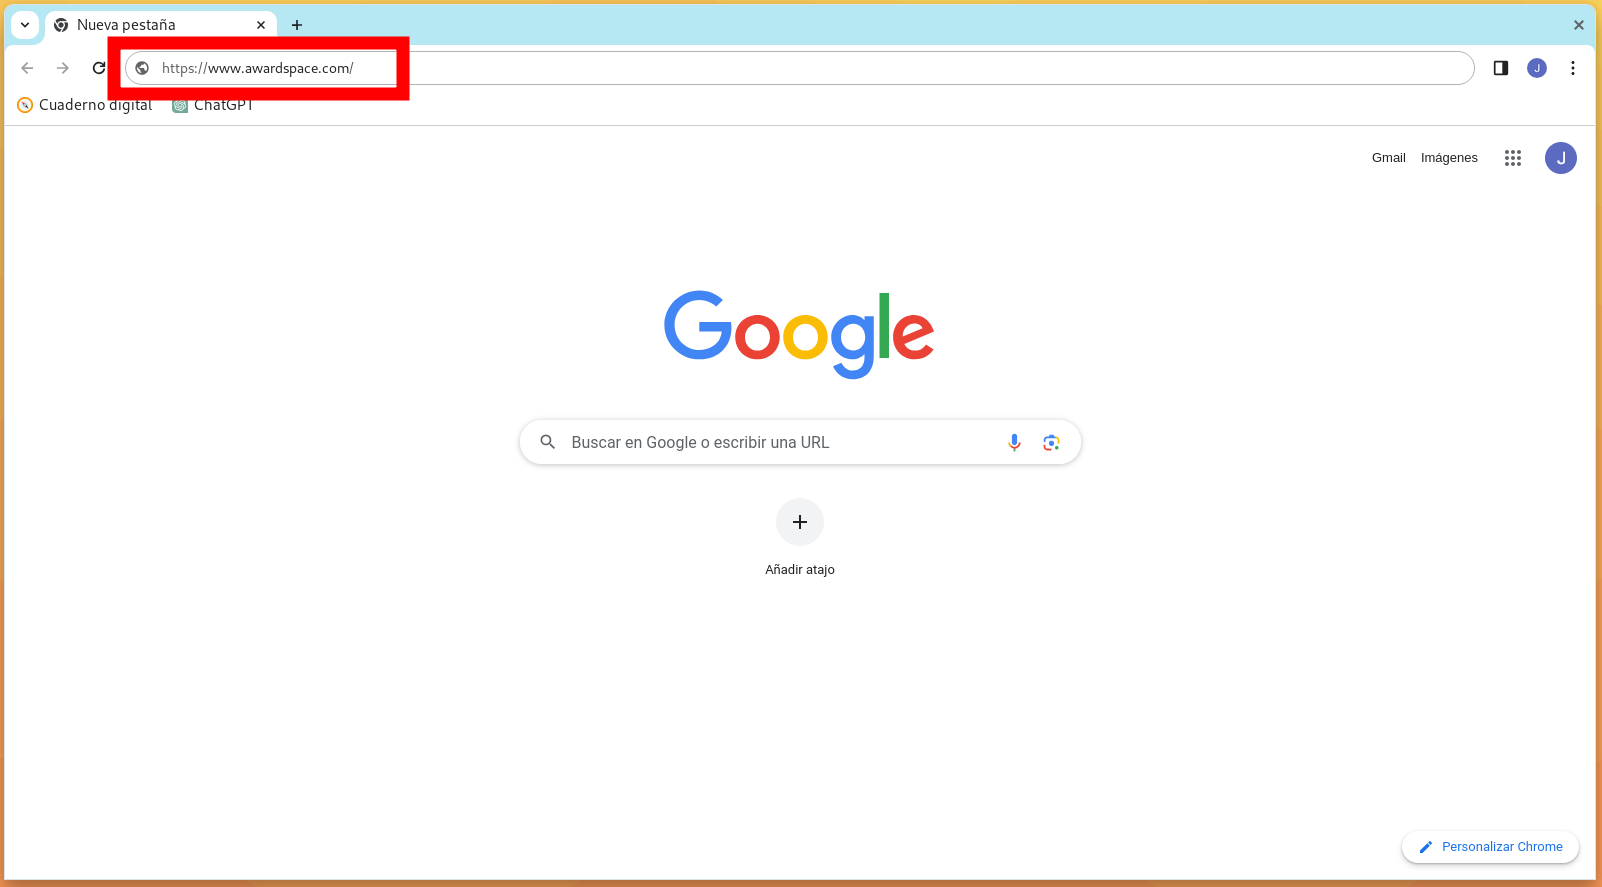 Nueva pestaña
https://www.awardspace.com/
J
Cuaderno digital
ChatGPT
Gmail
Imágenes
J
Google
Buscar en Google o escribir una URL
Añadir atajo
Personalizar Chrome